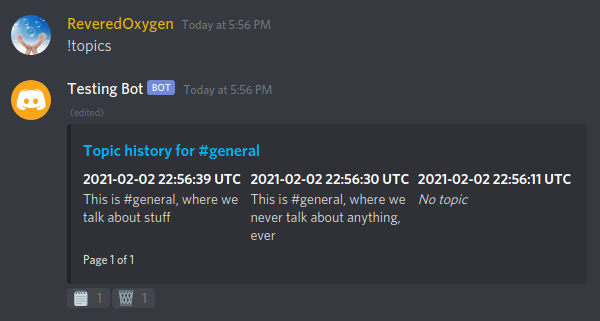 ReveredOxygen Today at 5:56 PM
!topics
Testing Bot BOT Today at 5:56 PM
(edited)
Topic history for #general
2021-02-02 22:56:39 UTC 2021-02-02 22:56:30 UTC 2021-02-02 22:56:11 UTC
This is #general, where we This is #general, where we No topic
talk about stuff never talk about anything,
ever
Page 1 of 1
1 1